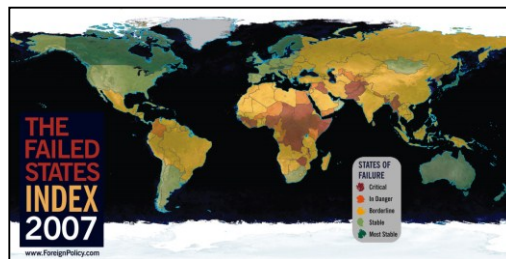 THE
FAILED
STATES
INDEX
2007
www.ForeignPolicy.com
STATES OF
FAILURE
Critical
In Danger
Borderline
Stable
Most Stable